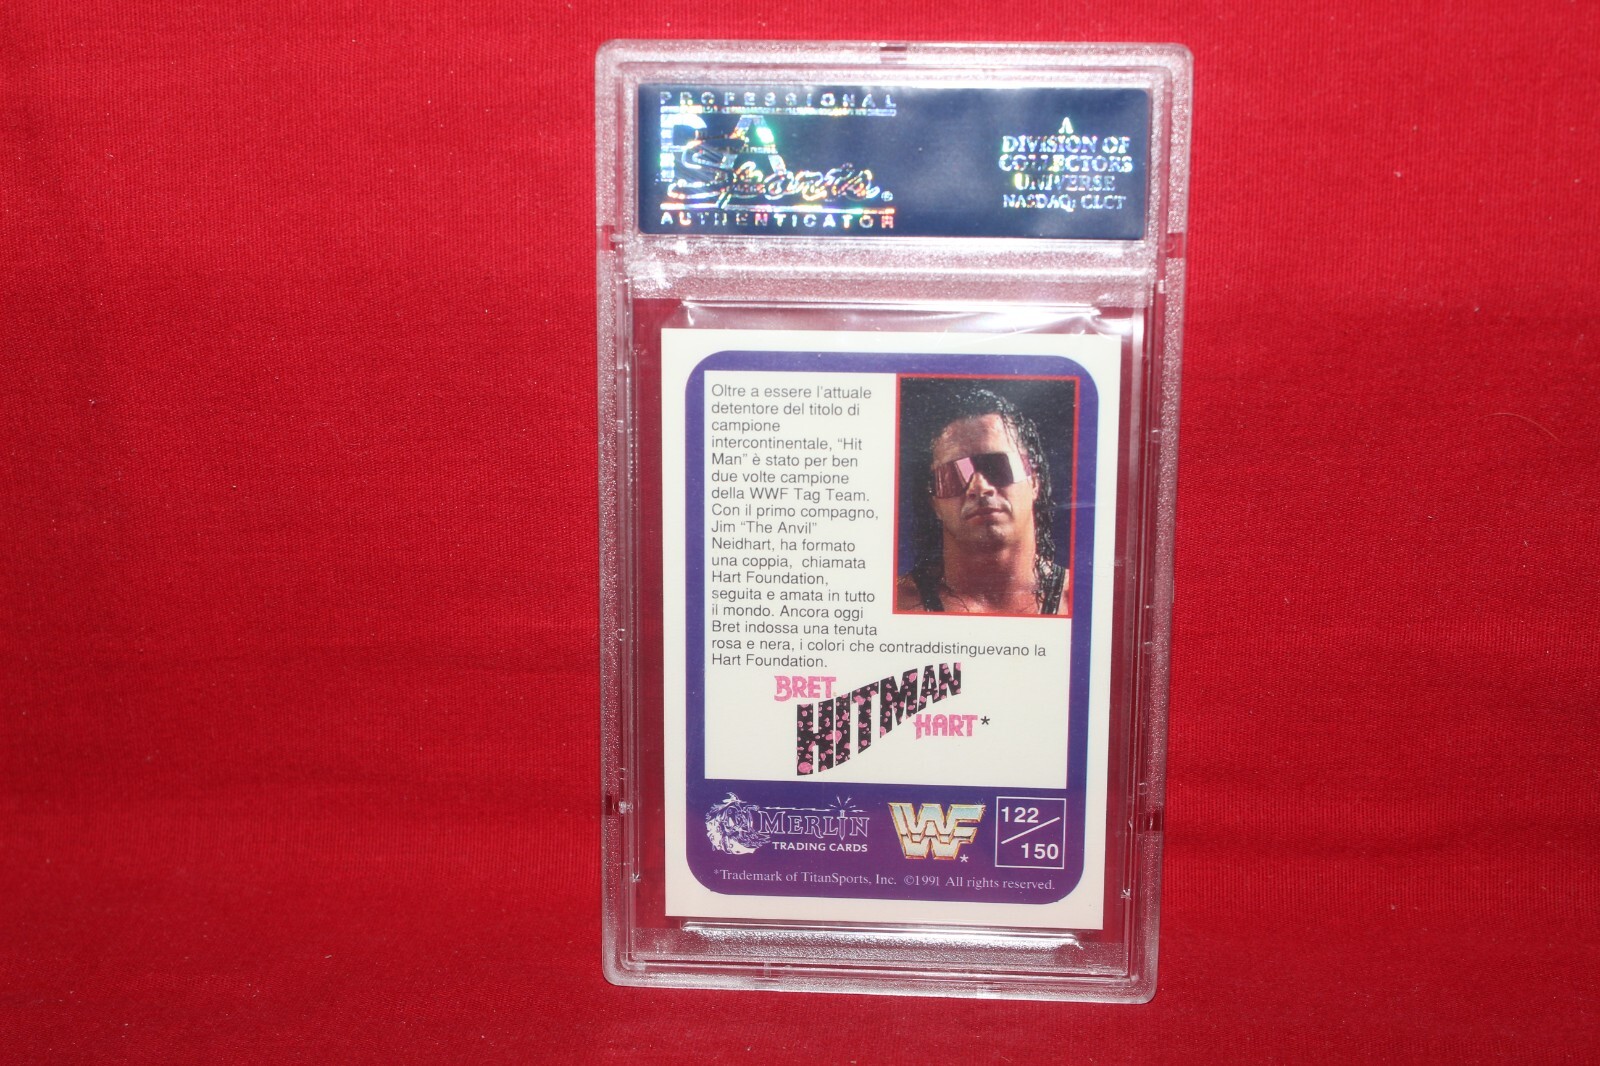 PROFESSIONAL
PSA
Sports
AUTHENTICATOR
A
DIVISION OF
COLLECTORS
UNIVERSE
NASDAQ: CLCT
Oltre a essere l'attuale
detentore del titolo di
campione
intercontinentale, “Hit
Man” è stato per ben
due volte campione
della WWF Tag Team.
Con il primo compagno,
Jim “The Anvil”
Neidhart, ha formato
una coppia, chiamata
Hart Foundation,
seguita e amata in tutto
il mondo. Ancora oggi
Bret indossa una tenuta
rosa e nera, i colori che contraddistinguevano la
Hart Foundation.
BRET
HITMAN
HART*
MERLIN
TRADING CARDS
WF*
122/150
*Trademark of TitanSports, Inc. ©1991 All rights reserved.